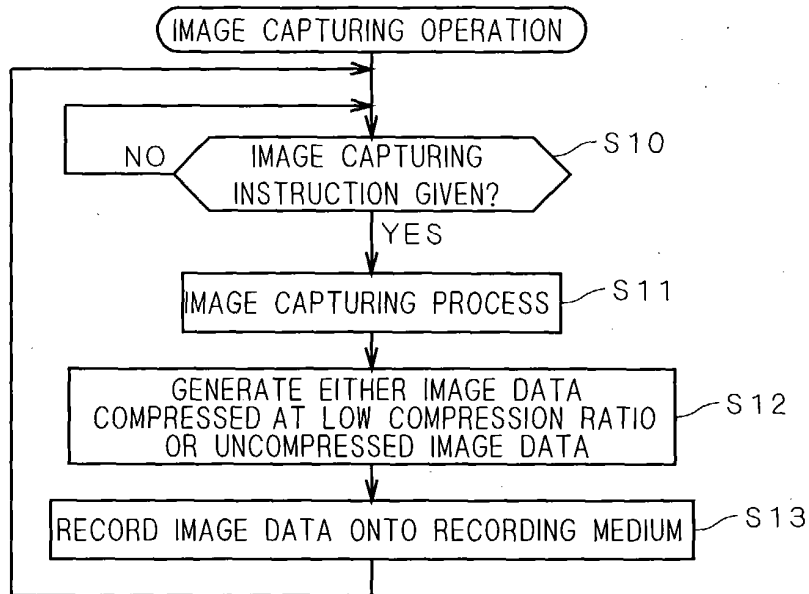 IMAGE CAPTURING OPERATION
IMAGE CAPTURING
INSTRUCTION GIVEN?
S10
NO
YES
IMAGE CAPTURING PROCESS
S11
GENERATE EITHER IMAGE DATA
COMPRESSED AT LOW COMPRESSION RATIO
OR UNCOMPRESSED IMAGE DATA
S12
RECORD IMAGE DATA ONTO RECORDING MEDIUM
S13